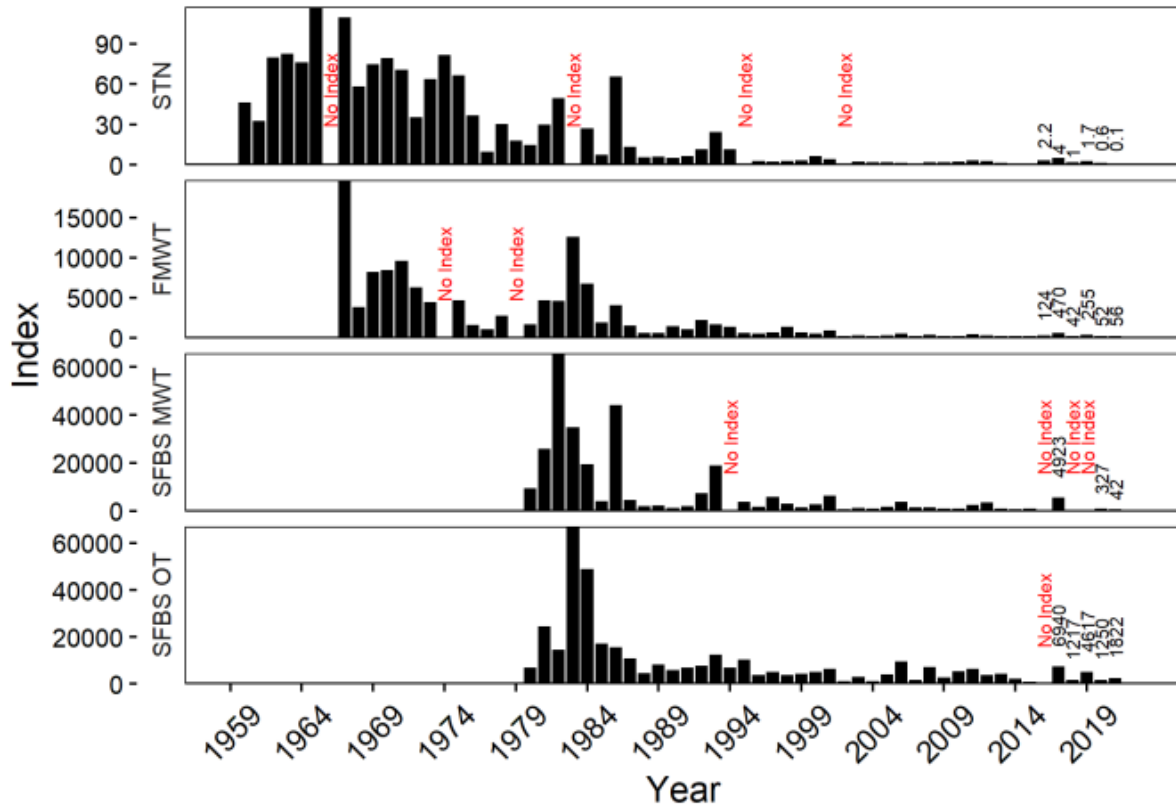 Index
STN
90
60
30
0
No Index
No Index
No Index
No Index
2.2
4
1
1.7
0.6
0.1
FMWT
15000
10000
5000
0
No Index
No Index
124
470
42
255
52
56
SFBS MWT
60000
40000
20000
0
No Index
No Index
4923
No Index
No Index
327
42
SFBS OT
60000
40000
20000
0
No Index
6940
1217
4617
1250
1822
1959
1964
1969
1974
1979
1984
1989
1994
1999
2004
2009
2014
2019
Year